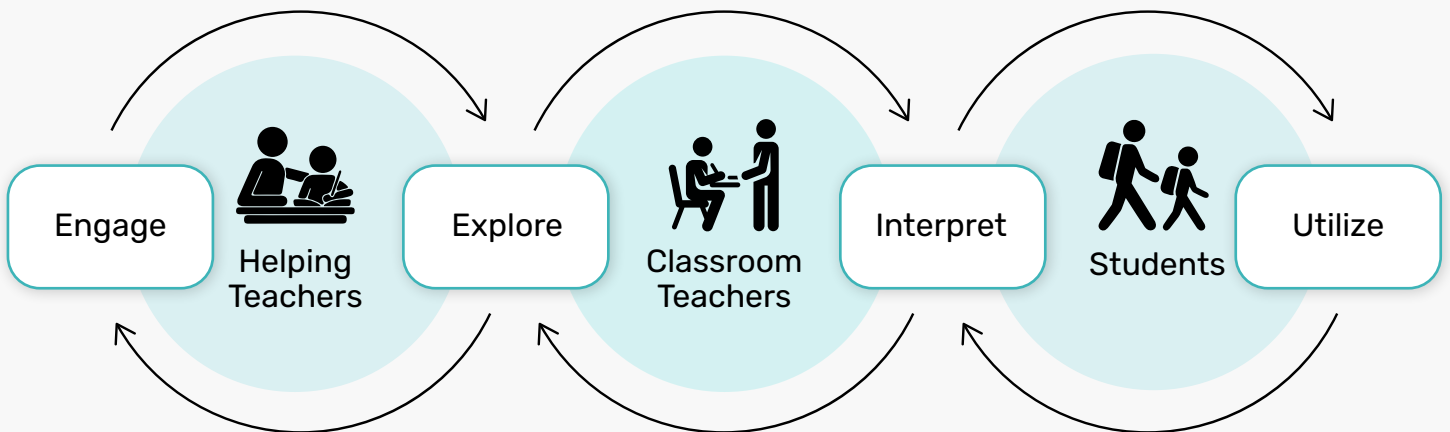 Engage
Helping
Teachers
Explore
Classroom
Teachers
Interpret
Students
Utilize